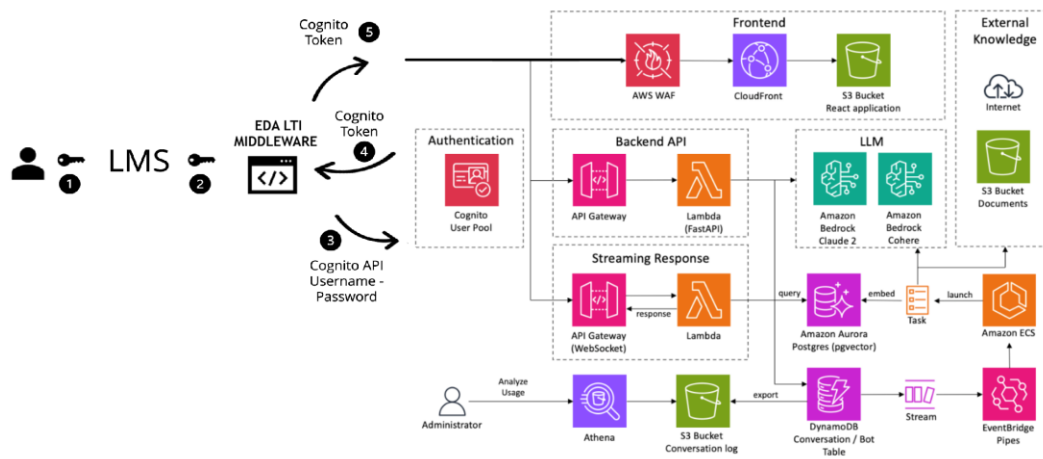 Cognito
Token
5
Frontend
External
Knowledge
AWS WAF
CloudFront
S3 Bucket
React application
Internet
EDA LTI
MIDDLEWARE
Cognito
Token
4
Authentication
Backend API
LLM
LMS
1
2
</>
Cognito
User Pool
API Gateway
Lambda
(FastAPI)
Amazon
Bedrock
Claude 2
Amazon
Bedrock
Cohere
S3 Bucket
Documents
3
Cognito API
Username -
Password
Streaming Response
response
API Gateway
(WebSocket)
Lambda
query
embed
launch
Amazon Aurora
Postgres (pgvector)
Task
Amazon ECS
Analyze
Usage
export
Administrator
Athena
S3 Bucket
Conversation log
DynamoDB
Conversation / Bot
Table
Stream
EventBridge
Pipes